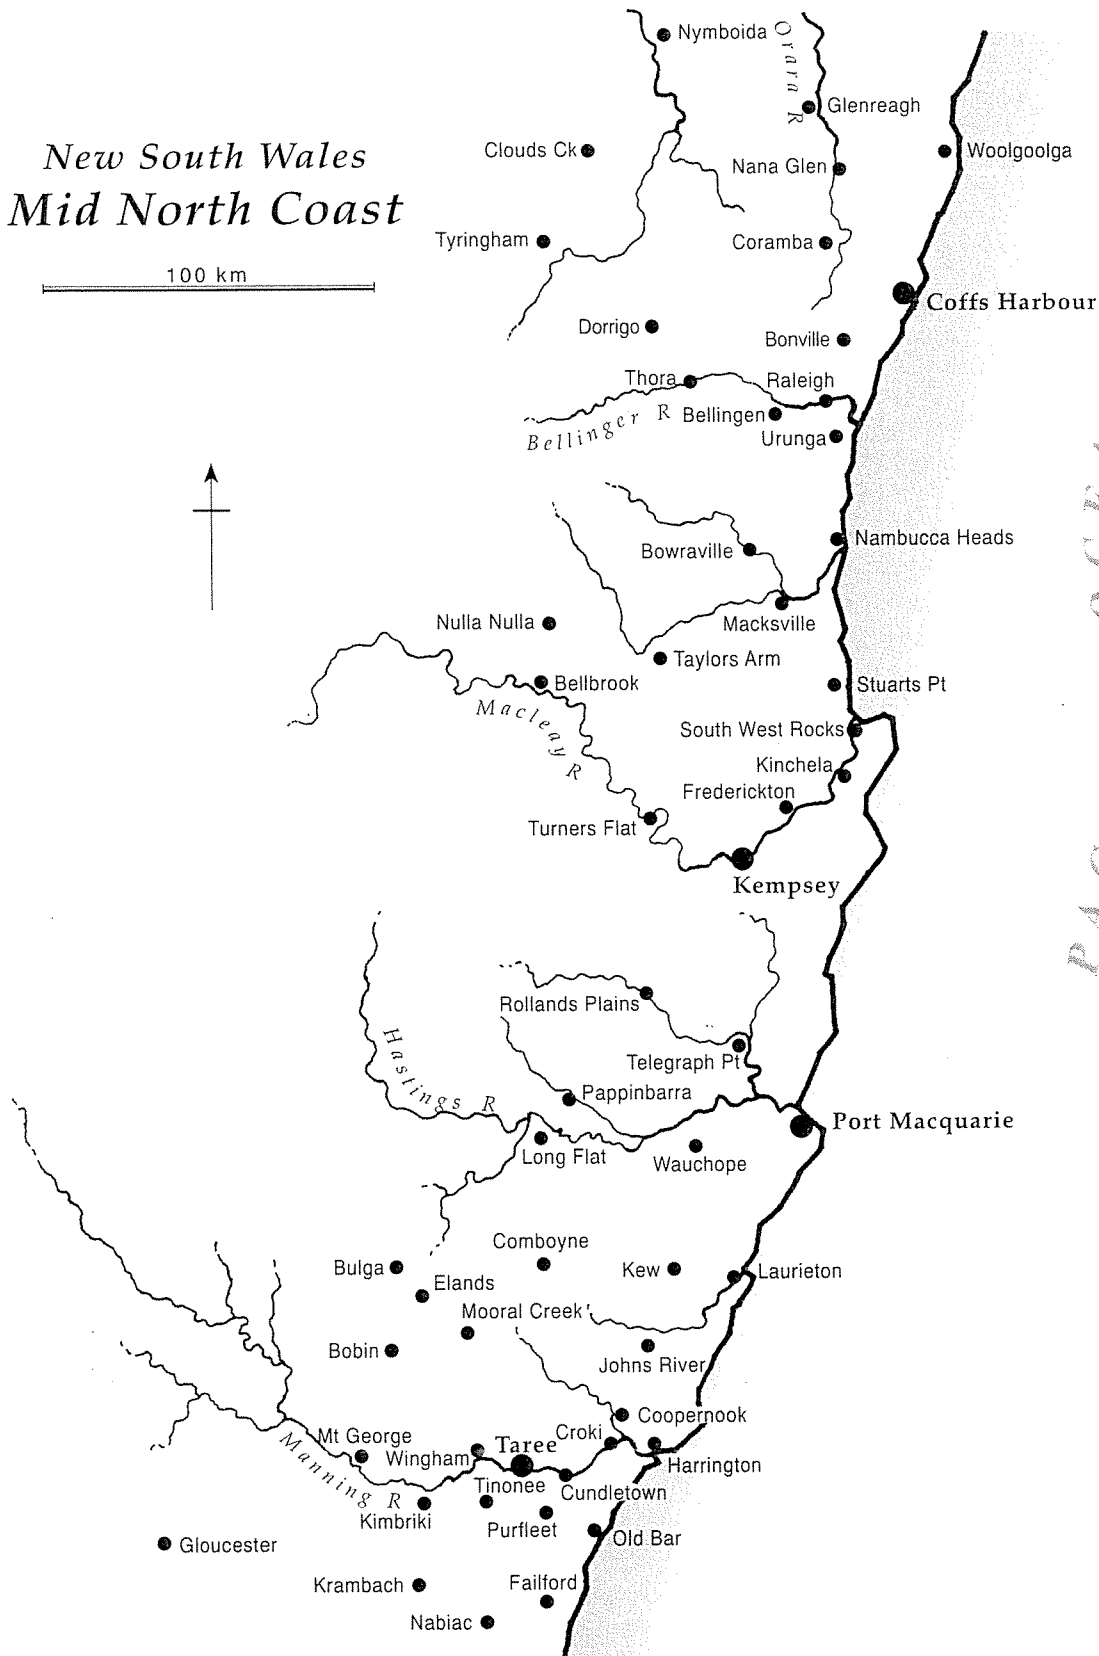 Nymboida
Orara R
Glenreagh
New South Wales
Mid North Coast
Clouds Ck
Woolgoolga
Nana Glen
Tyringham
Coramba
100 km
Coffs Harbour
Dorrigo
Bonville
Thora
Raleigh
Bellinger R
Bellingen
Urunga
Nambucca Heads
Bowraville
Nulla Nulla
Macksville
Taylors Arm
Bellbrook
Stuarts Pt
Macleay R
South West Rocks
Kinchela
Frederickton
Turners Flat
Kempsey
Rollands Plains
Hastings R
Telegraph Pt
Pappinbarra
Port Macquarie
Long Flat
Wauchope
Comboyne
Bulga
Kew
Laurieton
Elands
Mooral Creek
Bobin
Johns River
Coopernook
Mt George
Croki
Taree
Wingham
Harrington
Manning R
Tinonee
Cundletown
Kimbriki
Purfleet
Old Bar
Gloucester
Krambach
Failford
Nabiac